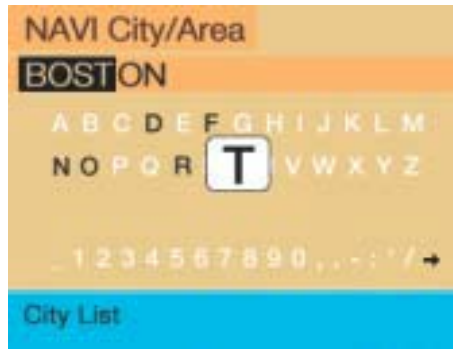 NAVI City/Area
BOSTON
A B C D E F G H I J K L M
N O P Q R T V W X Y Z
_ 1 2 3 4 5 6 7 8 9 0 , . - : ' / →
City List